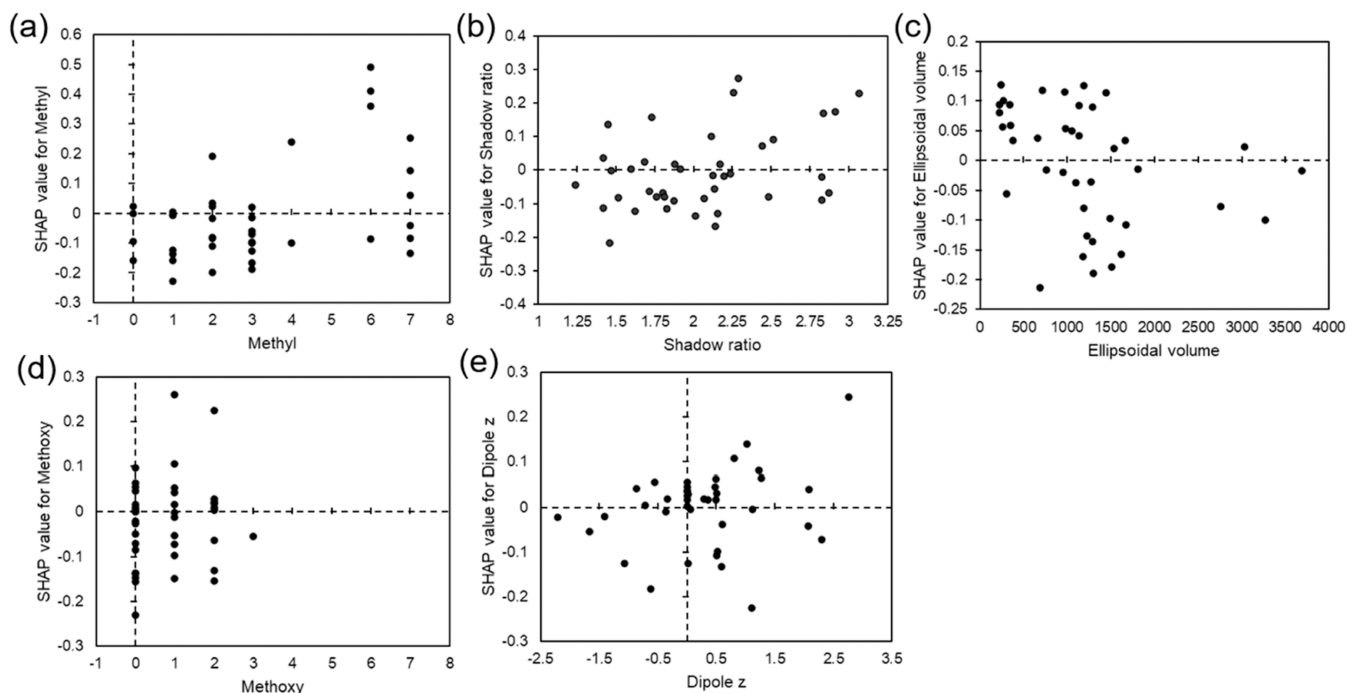 (a)
SHAP value for Methyl
0.6
0.5
0.4
0.3
0.2
0.1
0
-0.1
-0.2
-0.3
-1 0 1 2 3 4 5 6 7 8
Methyl
(b)
SHAP value for Shadow ratio
0.4
0.3
0.2
0.1
0
-0.1
-0.2
-0.3
-0.4
1 1.25 1.5 1.75 2 2.25 2.5 2.75 3 3.25
Shadow ratio
(c)
SHAP value for Ellipsoidal volume
0.2
0.15
0.1
0.05
0
-0.05
-0.1
-0.15
-0.2
-0.25
0 500 1000 1500 2000 2500 3000 3500 4000
Ellipsoidal volume
(d)
SHAP value for Methoxy
0.3
0.2
0.1
0
-0.1
-0.2
-0.3
-1 0 1 2 3 4 5 6 7 8
Methoxy
(e)
SHAP value for Dipole z
0.3
0.2
0.1
0
-0.1
-0.2
-0.3
-2.5 -1.5 -0.5 0.5 1.5 2.5 3.5
Dipole z